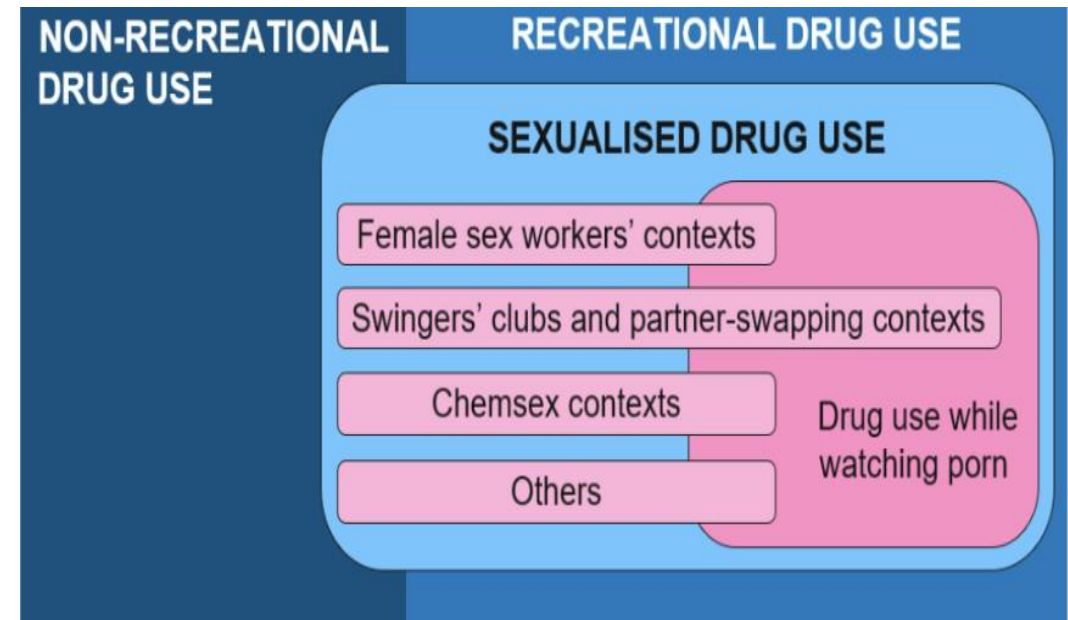 NON-RECREATIONAL
DRUG USE
RECREATIONAL DRUG USE
SEXUALISED DRUG USE
Female sex workers’ contexts
Swingers’ clubs and partner-swapping contexts
Chemsex contexts
Others
Drug use while
watching porn